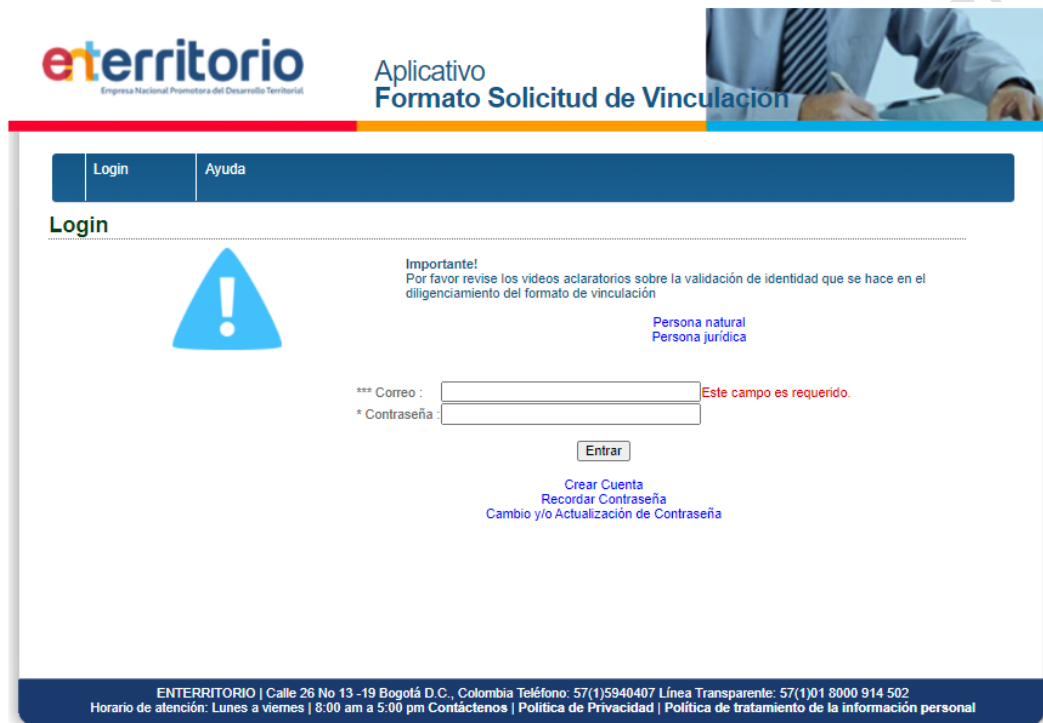 enterritorio
Empresa Nacional Promotora del Desarrollo Territorial
Aplicativo
Formato Solicitud de Vinculación
Login
Ayuda
Login
Importante!
Por favor revise los videos aclaratorios sobre la validación de identidad que se hace en el
diligenciamiento del formato de vinculación
Persona natural
Persona jurídica
*** Correo :
Este campo es requerido.
* Contraseña :
Entrar
Crear Cuenta
Recordar Contraseña
Cambio y/o Actualización de Contraseña
ENTERRITORIO | Calle 26 No 13 -19 Bogotá D.C., Colombia Teléfono: 57(1)5940407 Línea Transparente: 57(1)01 8000 914 502
Horario de atención: Lunes a viernes | 8:00 am a 5:00 pm Contáctenos | Politica de Privacidad | Política de tratamiento de la información personal